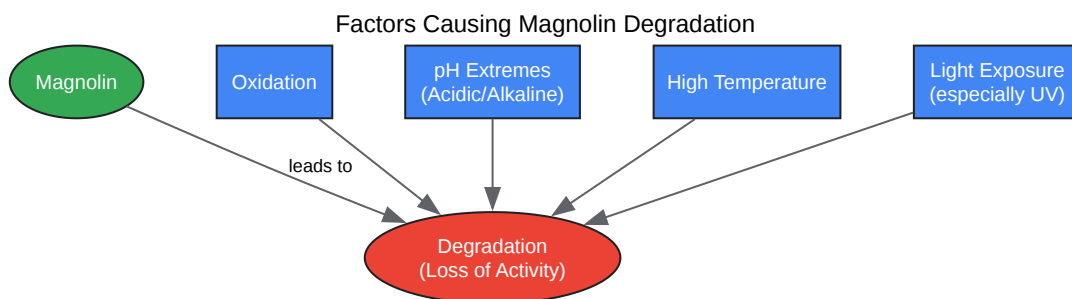 Factors Causing Magnolin Degradation
Magnolin
Oxidation
pH Extremes
(Acidic/Alkaline)
High Temperature
Light Exposure
(especially UV)
leads to
Degradation
(Loss of Activity)